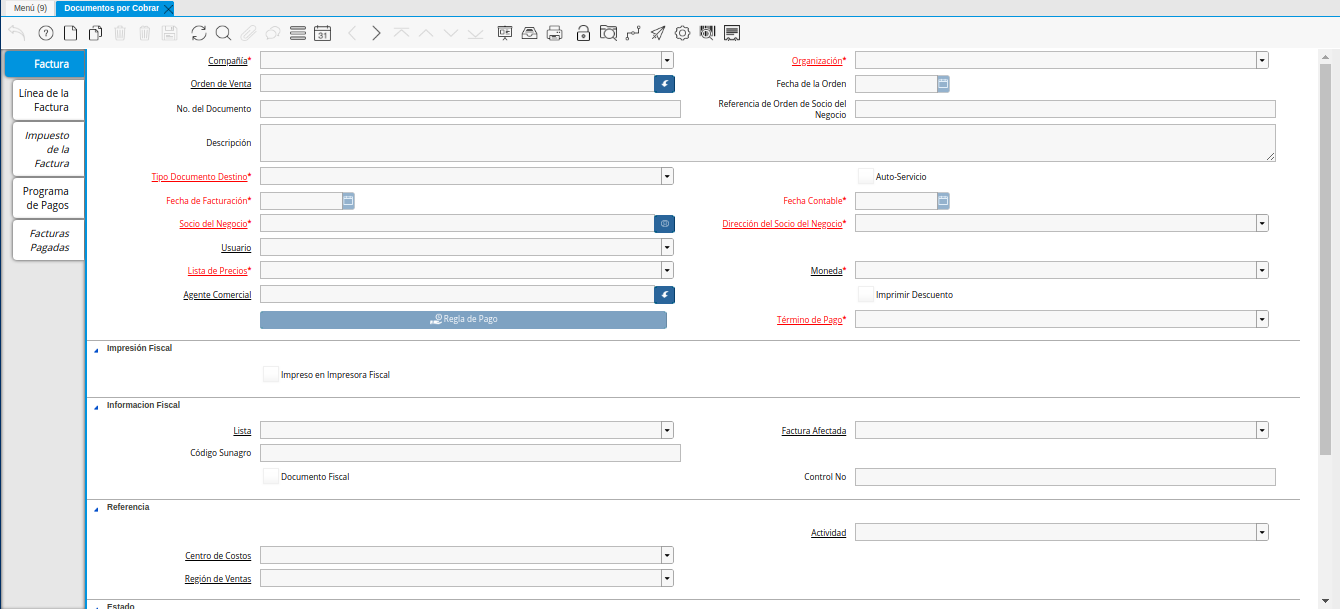 Menú (9)
Documentos por Cobrar
31
Factura
Línea de la
Factura
Impuesto
de la
Factura
Programa
de Pagos
Facturas
Pagadas
Compañía*
Organización*
Orden de Venta
Fecha de la Orden
No. del Documento
Referencia de Orden de Socio del
Negocio
Descripción
Tipo Documento Destino*
Auto-Servicio
Fecha de Facturación*
Fecha Contable*
Socio del Negocio*
Dirección del Socio del Negocio*
Usuario
Lista de Precios*
Moneda*
Agente Comercial
Imprimir Descuento
Regla de Pago
Término de Pago*
Impresión Fiscal
Impreso en Impresora Fiscal
Informacion Fiscal
Lista
Factura Afectada
Código Sunagro
Documento Fiscal
Control No
Referencia
Actividad
Centro de Costos
Región de Ventas
Estado